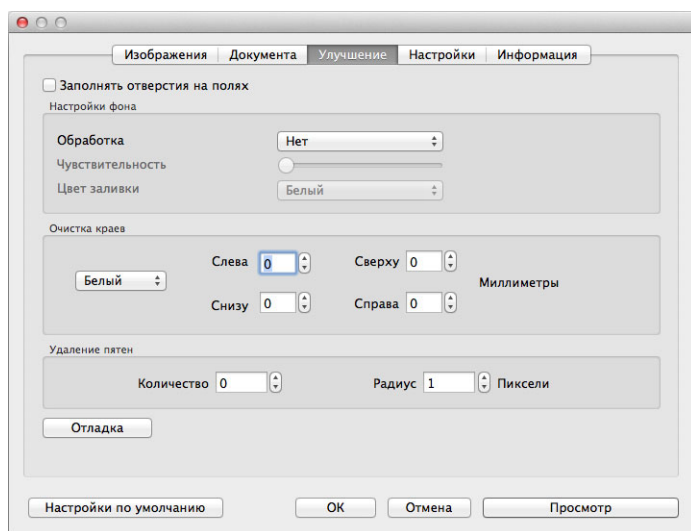 Изображения Документа Улучшение Настройки Информация
Заполнять отверстия на полях
Настройки фона
Обработка Нет
Чувствительность
Цвет заливки Белый
Очистка краев
Слева 0 Сверху 0
Белый Миллиметры
Снизу 0 Справа 0
Удаление пятен
Количество 0 Радиус 1 Пиксели
Отладка
Настройки по умолчанию ОК Отмена Просмотр